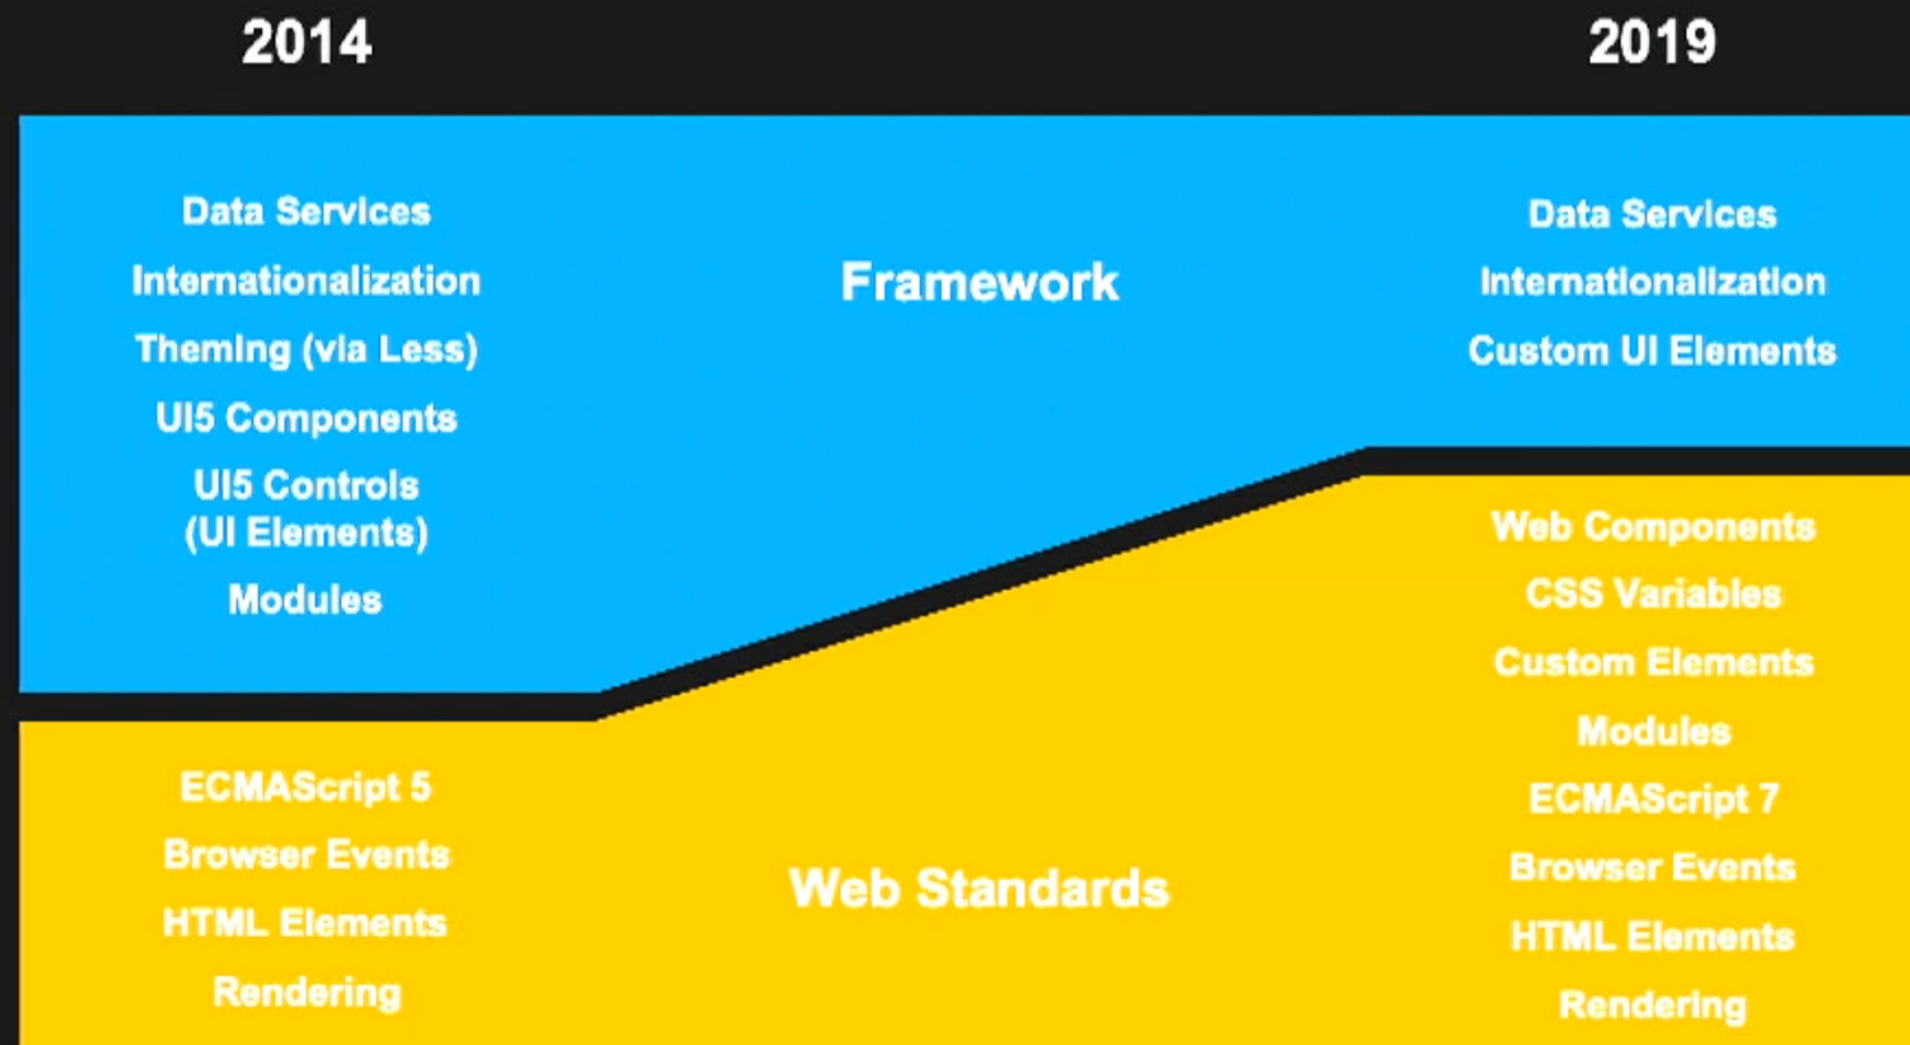 2014
2019
Data Services
Internationalization
Theming (via Less)
UI5 Components
UI5 Controls
(UI Elements)
Modules
Framework
Data Services
Internationalization
Custom UI Elements
ECMAScript 5
Browser Events
HTML Elements
Rendering
Web Standards
Web Components
CSS Variables
Custom Elements
Modules
ECMAScript 7
Browser Events
HTML Elements
Rendering